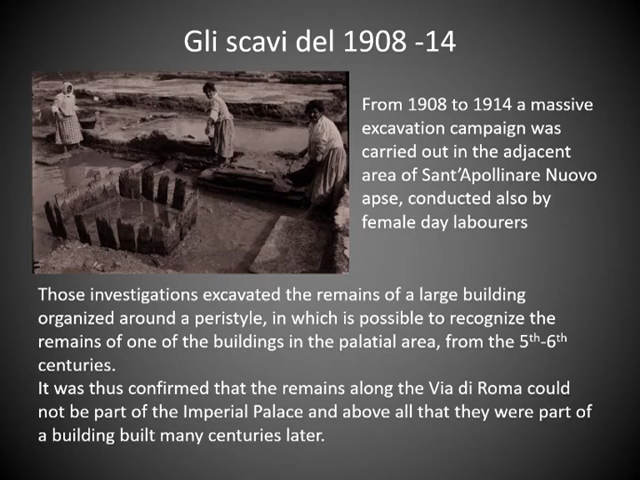 Gli scavi del 1908 -14
From 1908 to 1914 a massive
excavation campaign was
carried out in the adjacent
area of Sant’Apollinare Nuovo
apse, conducted also by
female day labourers
Those investigations excavated the remains of a large building
organized around a peristyle, in which is possible to recognize the
remains of one of the buildings in the palatial area, from the 5th-6th
centuries.
It was thus confirmed that the remains along the Via di Roma could
not be part of the Imperial Palace and above all that they were part of
a building built many centuries later.